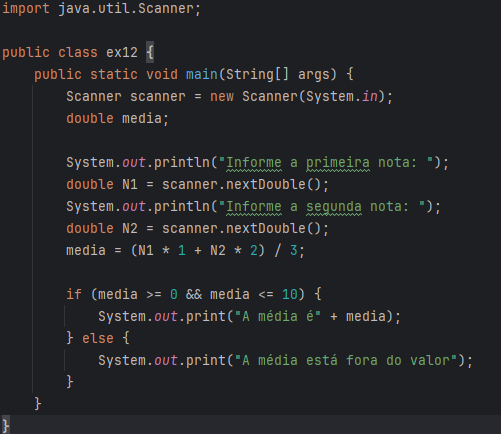 import java.util.Scanner;
public class ex12 {
public static void main(String[] args) {
Scanner scanner = new Scanner(System.in);
double media;
System.out.println("Informe a primeira nota: ");
double N1 = scanner.nextDouble();
System.out.println("Informe a segunda nota: ");
double N2 = scanner.nextDouble();
media = (N1 * 1 + N2 * 2) / 3;
if (media >= 0 && media <= 10) {
System.out.print("A média é" + media);
} else {
System.out.print("A média está fora do valor");
}
}
}